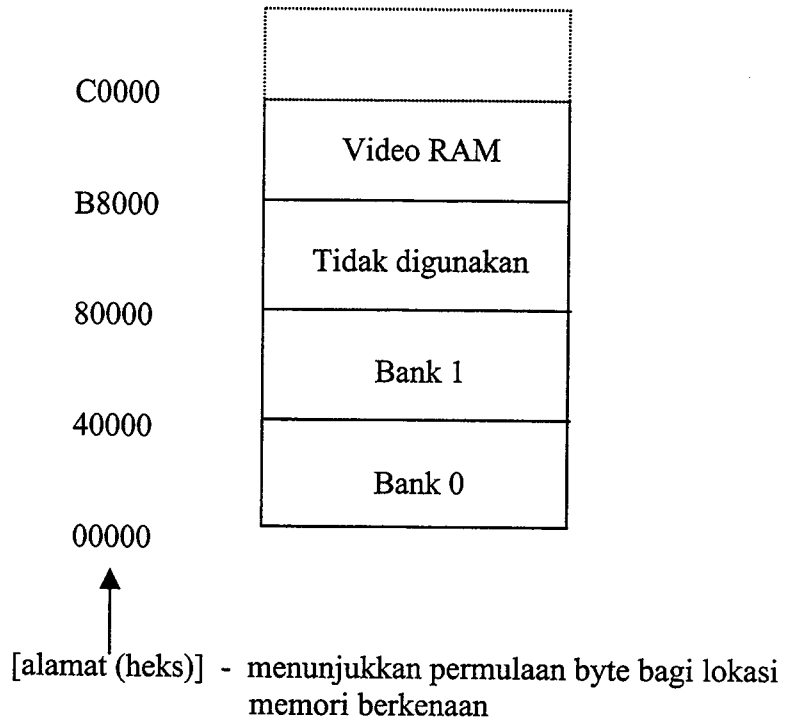 C0000
Video RAM
B8000
Tidak digunakan
80000
Bank 1
40000
Bank 0
00000
[alamat (heks)] - menunjukkan permulaan byte bagi lokasi
memori berkenaan